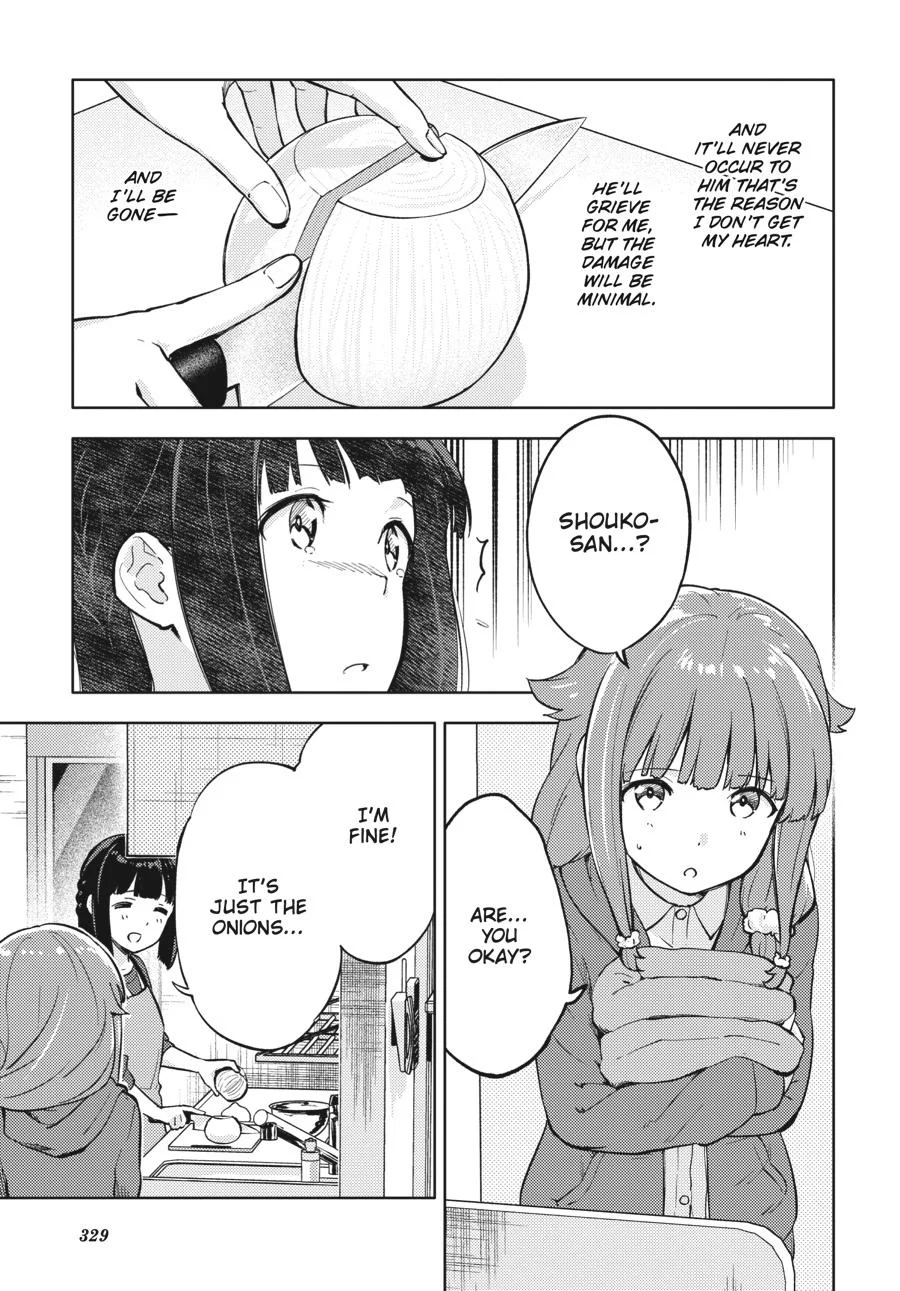 AND
IT'LL NEVER
OCCUR TO
HIM THAT'S
THE REASON
I DON'T GET
MY HEART.
HE'LL
GRIEVE
FOR ME,
BUT THE
DAMAGE
WILL BE
MINIMAL.
AND
I'LL BE
GONE—
SHOUKO-
SAN...?
ARE...
YOU
OKAY?
I'M
FINE!
IT'S
JUST THE
ONIONS...
329